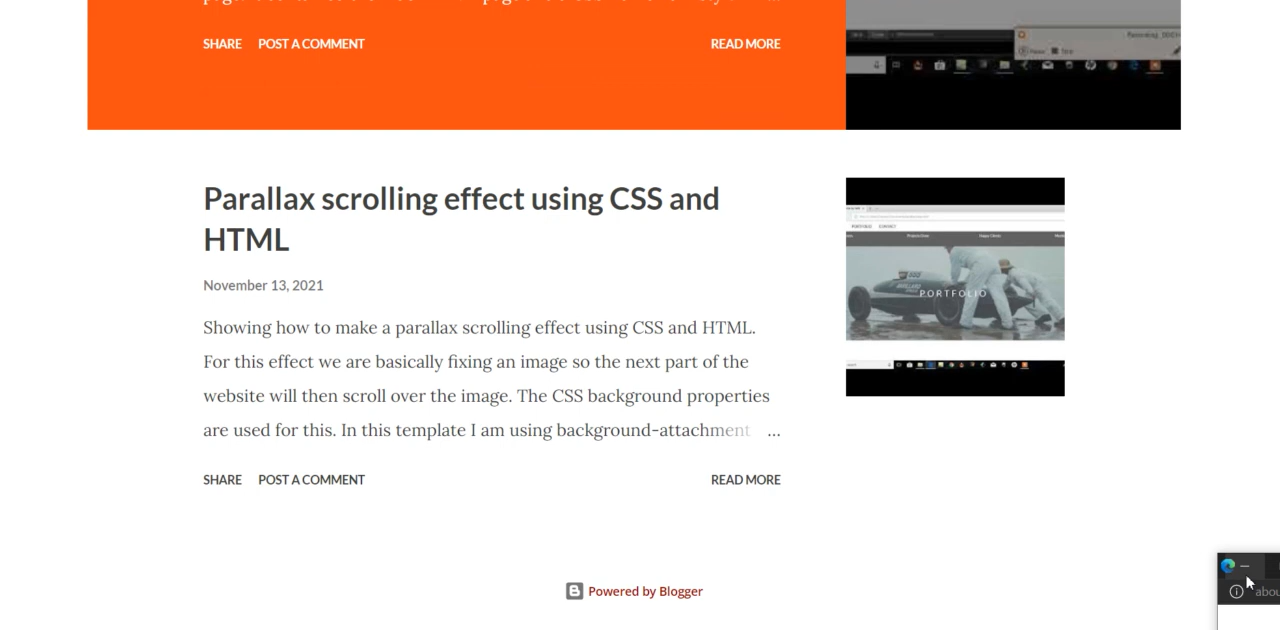 SHARE POST A COMMENT READ MORE
Parallax scrolling effect using CSS and
HTML
November 13, 2021
PORTFOLIO CONTACT
PORTFOLIO
Showing how to make a parallax scrolling effect using CSS and HTML.
For this effect we are basically fixing an image so the next part of the
website will then scroll over the image. The CSS background properties
are used for this. In this template I am using background-attachment ...
SHARE POST A COMMENT READ MORE
Powered by Blogger